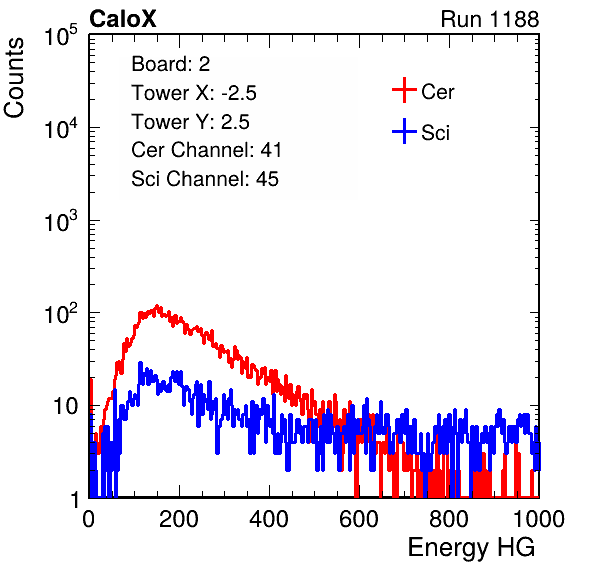 CaloX Run 1188
Counts
10^5
10^4
10^3
10^2
10
1
Board: 2
Tower X: -2.5
Tower Y: 2.5
Cer Channel: 41
Sci Channel: 45
Cer
Sci
0 200 400 600 800 1000
Energy HG